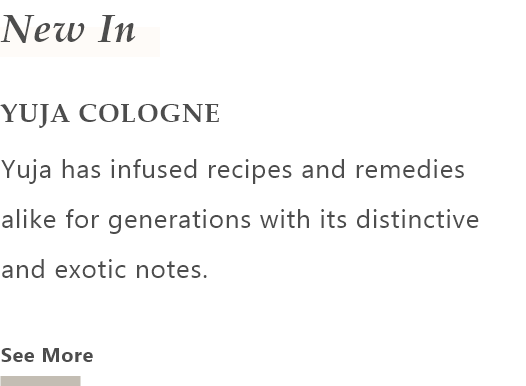 New In
YUJA COLOGNE
Yuja has infused recipes and remedies
alike for generations with its distinctive
and exotic notes.
See More